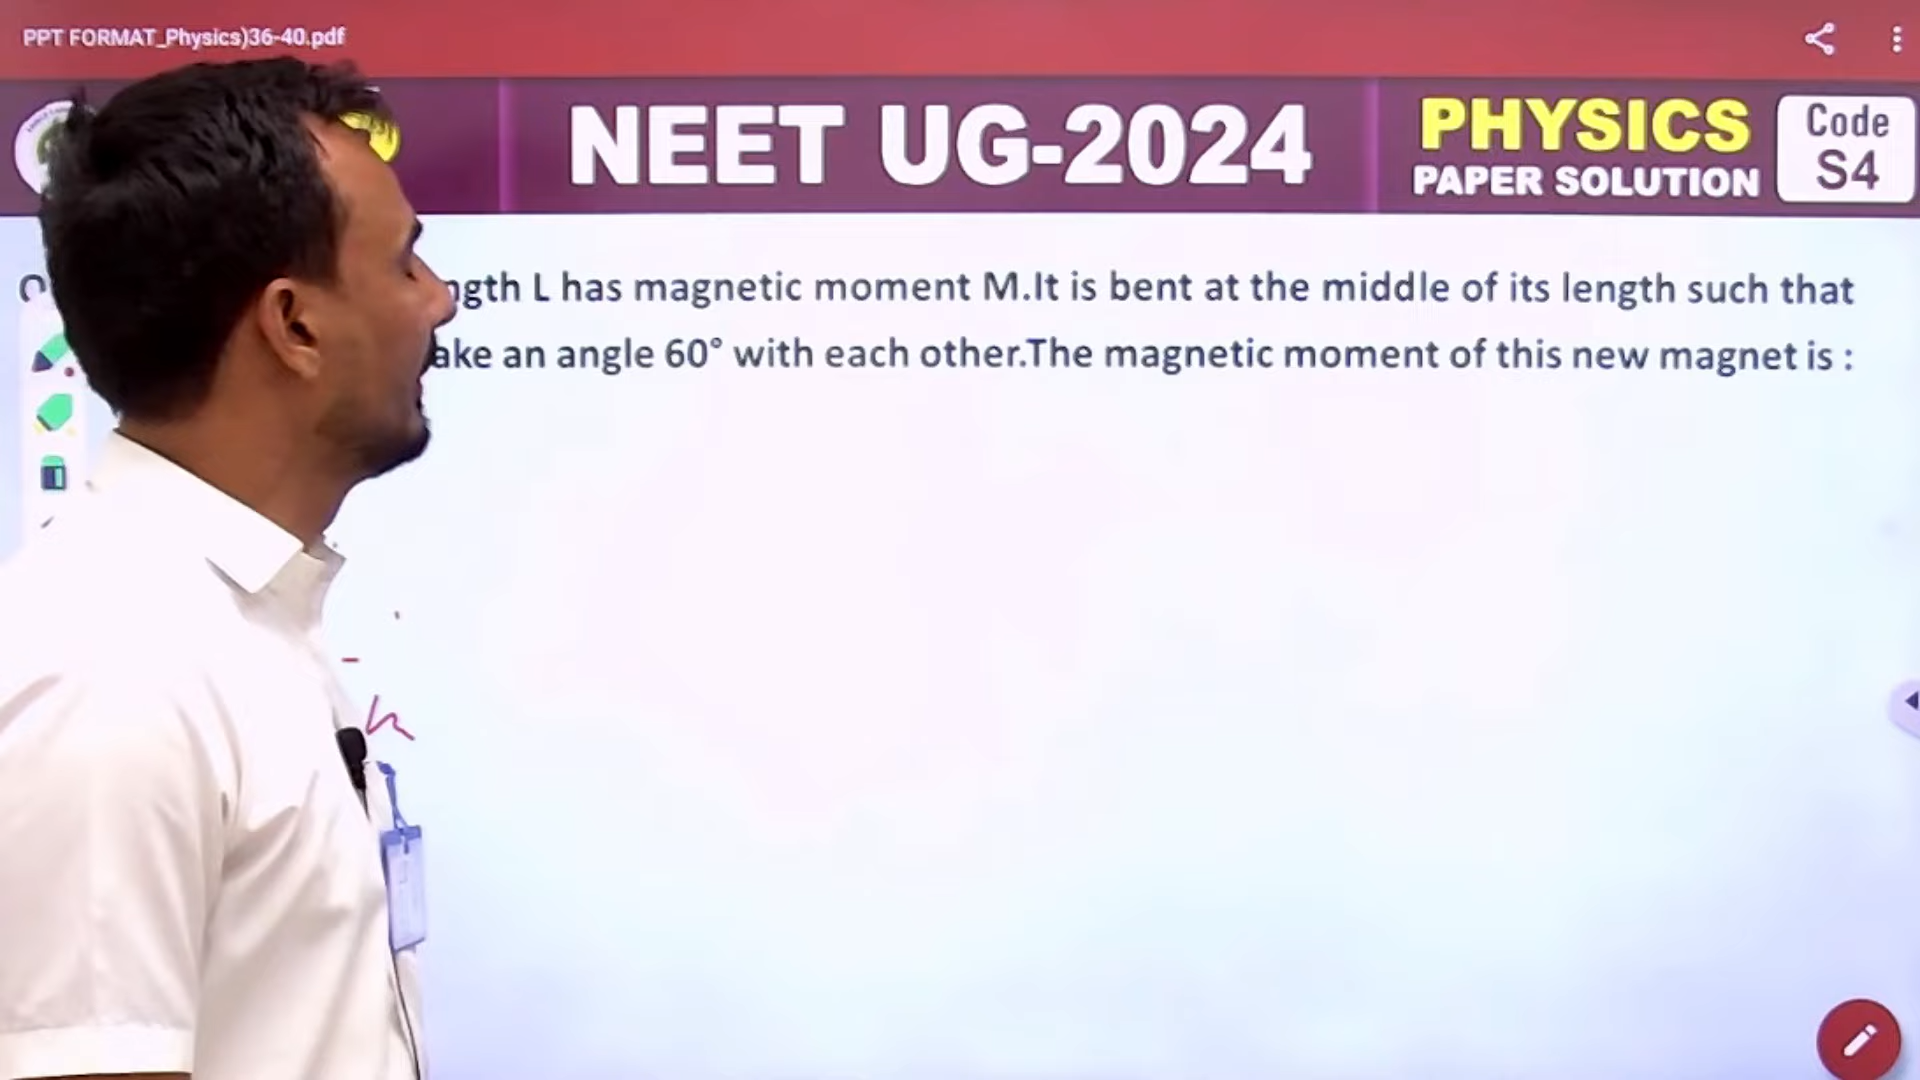 PPT FORMAT_Physics)36-40.pdf
NEET UG-2024
PHYSICS
PAPER SOLUTION
Code
S4
L has magnetic moment M.It is bent at the middle of its length such that
an angle 60° with each other.The magnetic moment of this new magnet is :